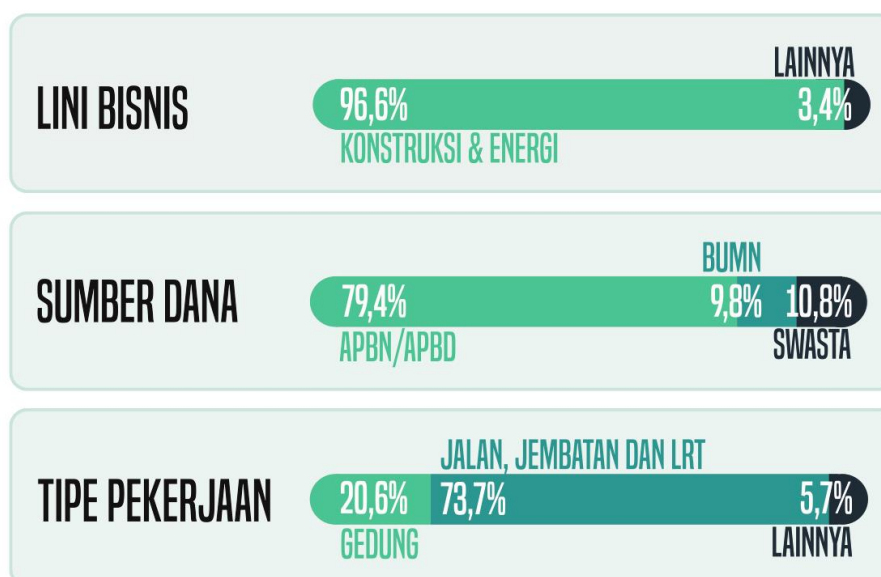 LINI BISNIS
LAINNYA
96,6% 3,4%
KONSTRUKSI & ENERGI
SUMBER DANA
BUMN
79,4% 9,8% 10,8%
APBN/APBD SWASTA
TIPE PEKERJAAN
JALAN, JEMBATAN DAN LRT
20,6% 73,7% 5,7%
GEDUNG LAINNYA